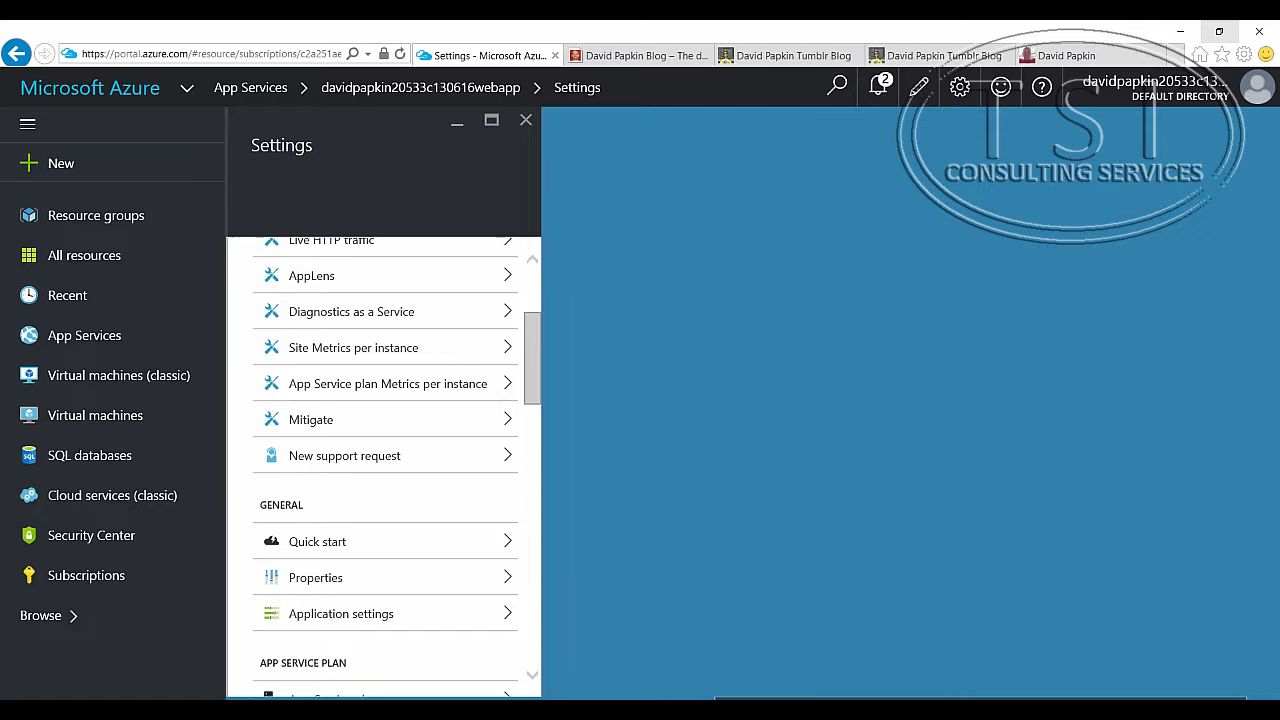 https://portal.azure.com/#resource/subscriptions/c2a251ae
Settings - Microsoft Azu...
David Papkin Blog – The d...
David Papkin Tumblr Blog
David Papkin Tumblr Blog
David Papkin
Microsoft Azure
App Services
davidpapkin20533c130616webapp
Settings
2
davidpapkin20533c13...
DEFAULT DIRECTORY
TST
CONSULTING SERVICES
Settings
New
Resource groups
All resources
Recent
App Services
Virtual machines (classic)
Virtual machines
SQL databases
Cloud services (classic)
Security Center
Subscriptions
Browse
Live HTTP traffic
AppLens
Diagnostics as a Service
Site Metrics per instance
App Service plan Metrics per instance
Mitigate
New support request
GENERAL
Quick start
Properties
Application settings
APP SERVICE PLAN